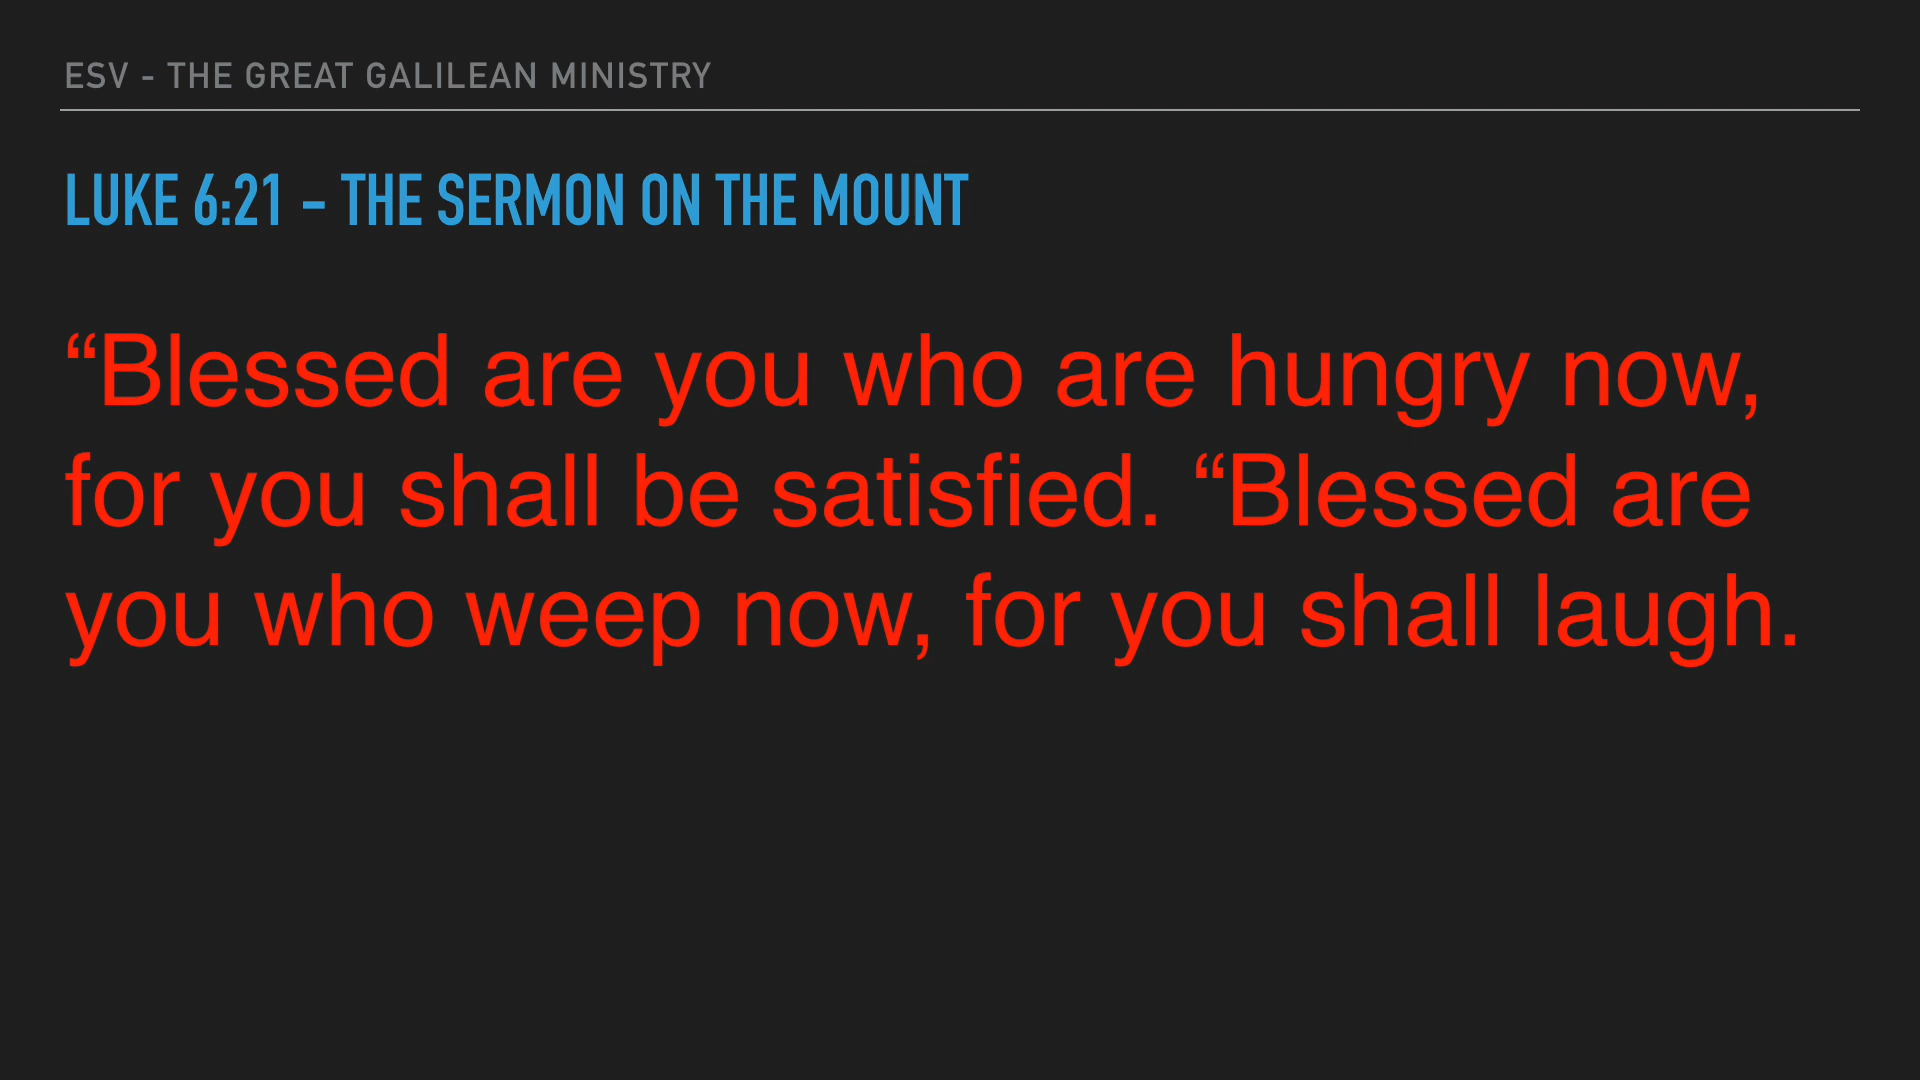 ESV - THE GREAT GALILEAN MINISTRY
LUKE 6:21 - THE SERMON ON THE MOUNT
“Blessed are you who are hungry now,
for you shall be satisfied. “Blessed are
you who weep now, for you shall laugh.